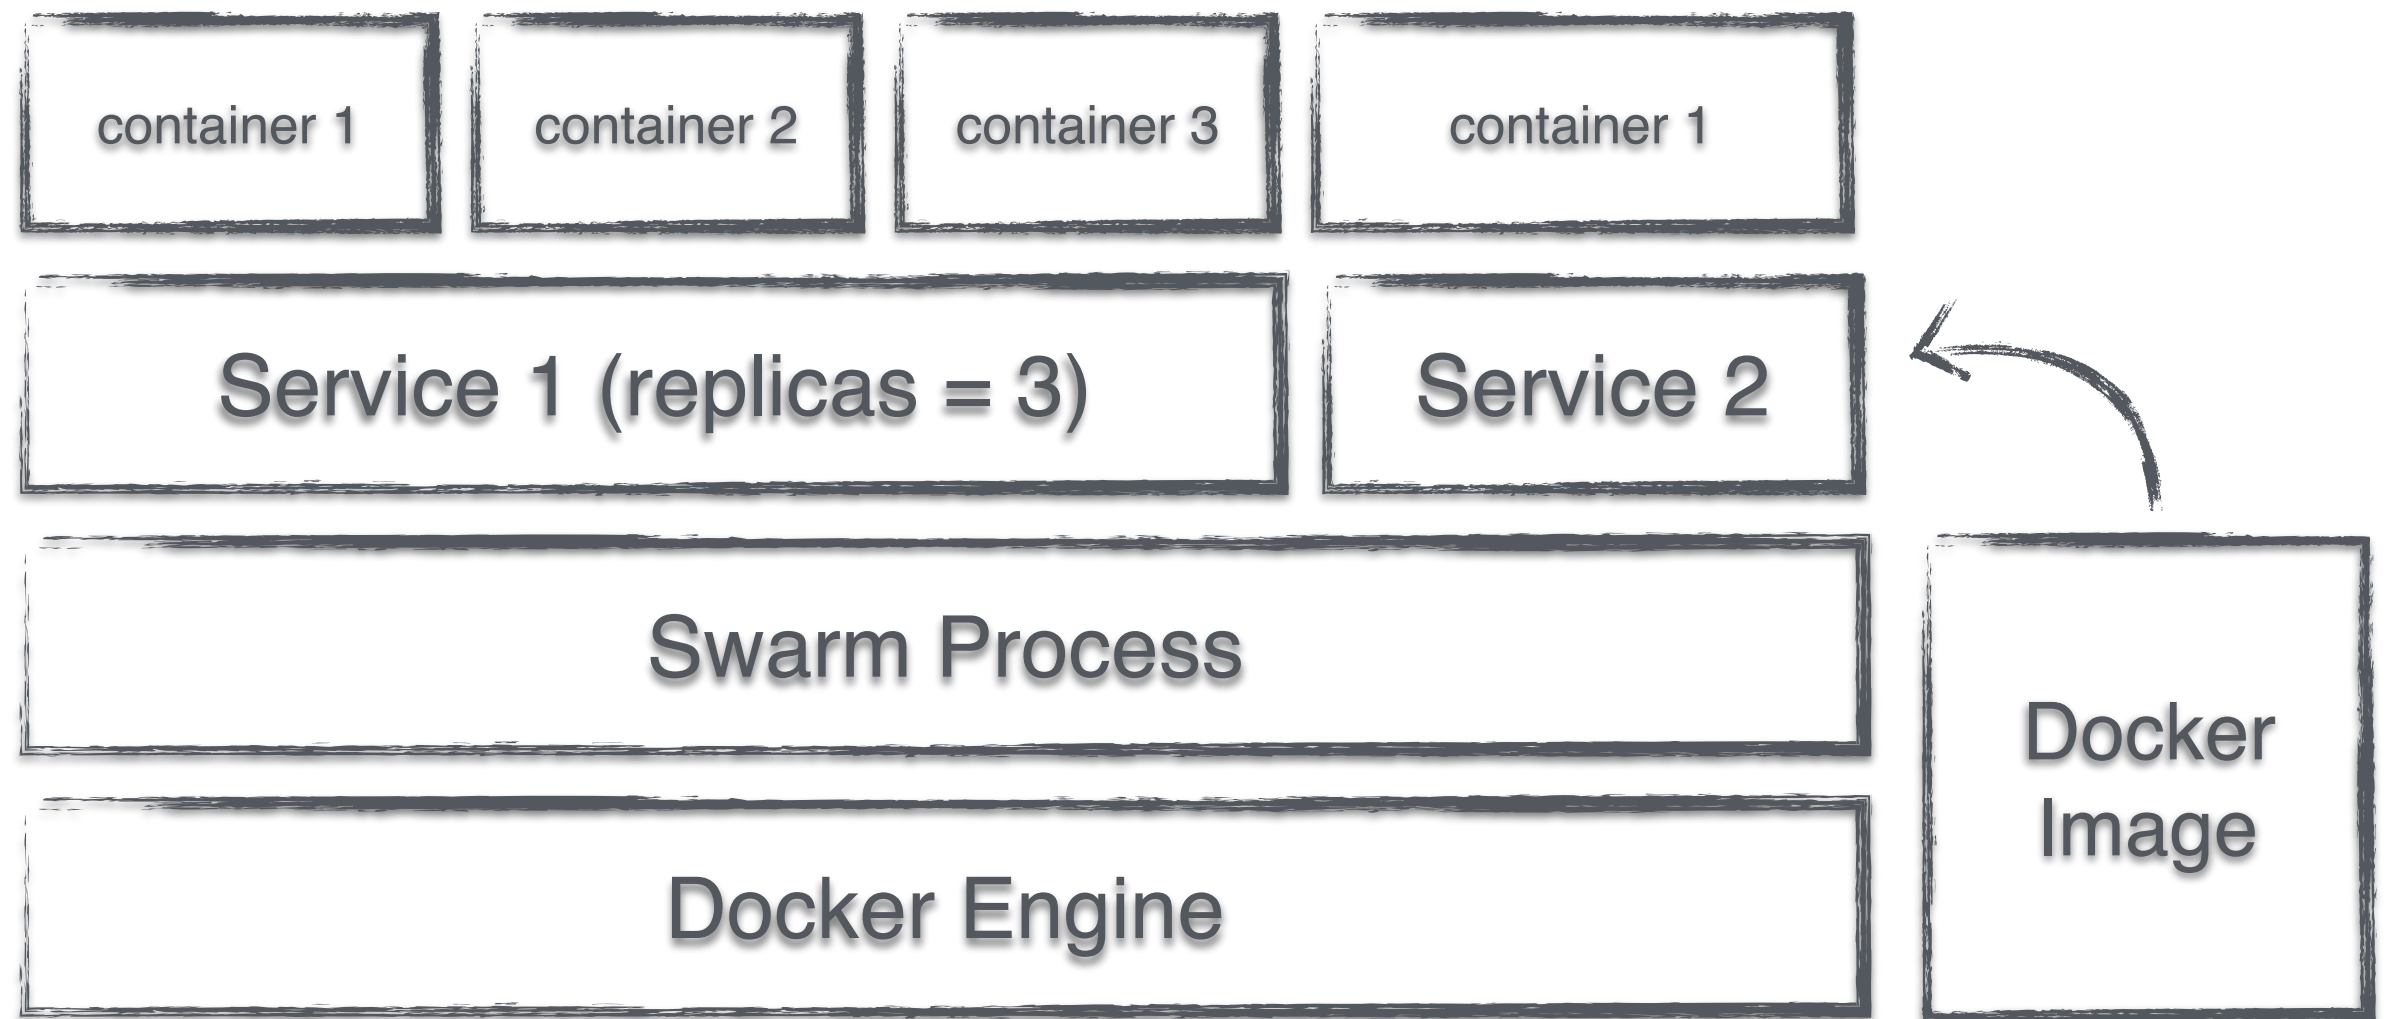 container 1
container 2
container 3
container 1
Service 1 (replicas = 3)
Service 2
Swarm Process
Docker
Image
Docker Engine